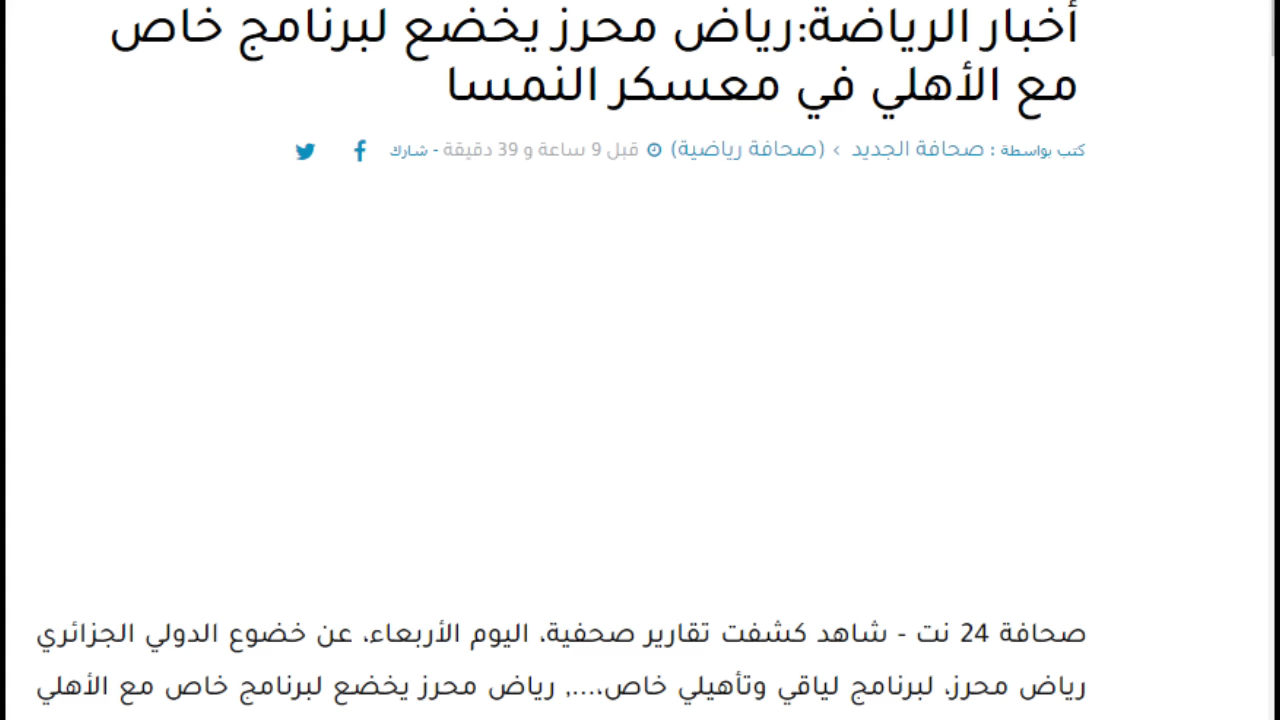 أخبار الرياضة:رياض محرز يخضع لبرنامج خاص
مع الأهلي في معسكر النمسا
كتب بواسطة : صحافة الجديد › (صحافة رياضية) قبل 9 ساعة و 39 دقيقة - شارك
صحافة 24 نت - شاهد كشفت تقارير صحفية، اليوم الأربعاء، عن خضوع الدولي الجزائري
رياض محرز، لبرنامج لياقي وتأهيلي خاص،...., رياض محرز يخضع لبرنامج خاص مع الأهلي